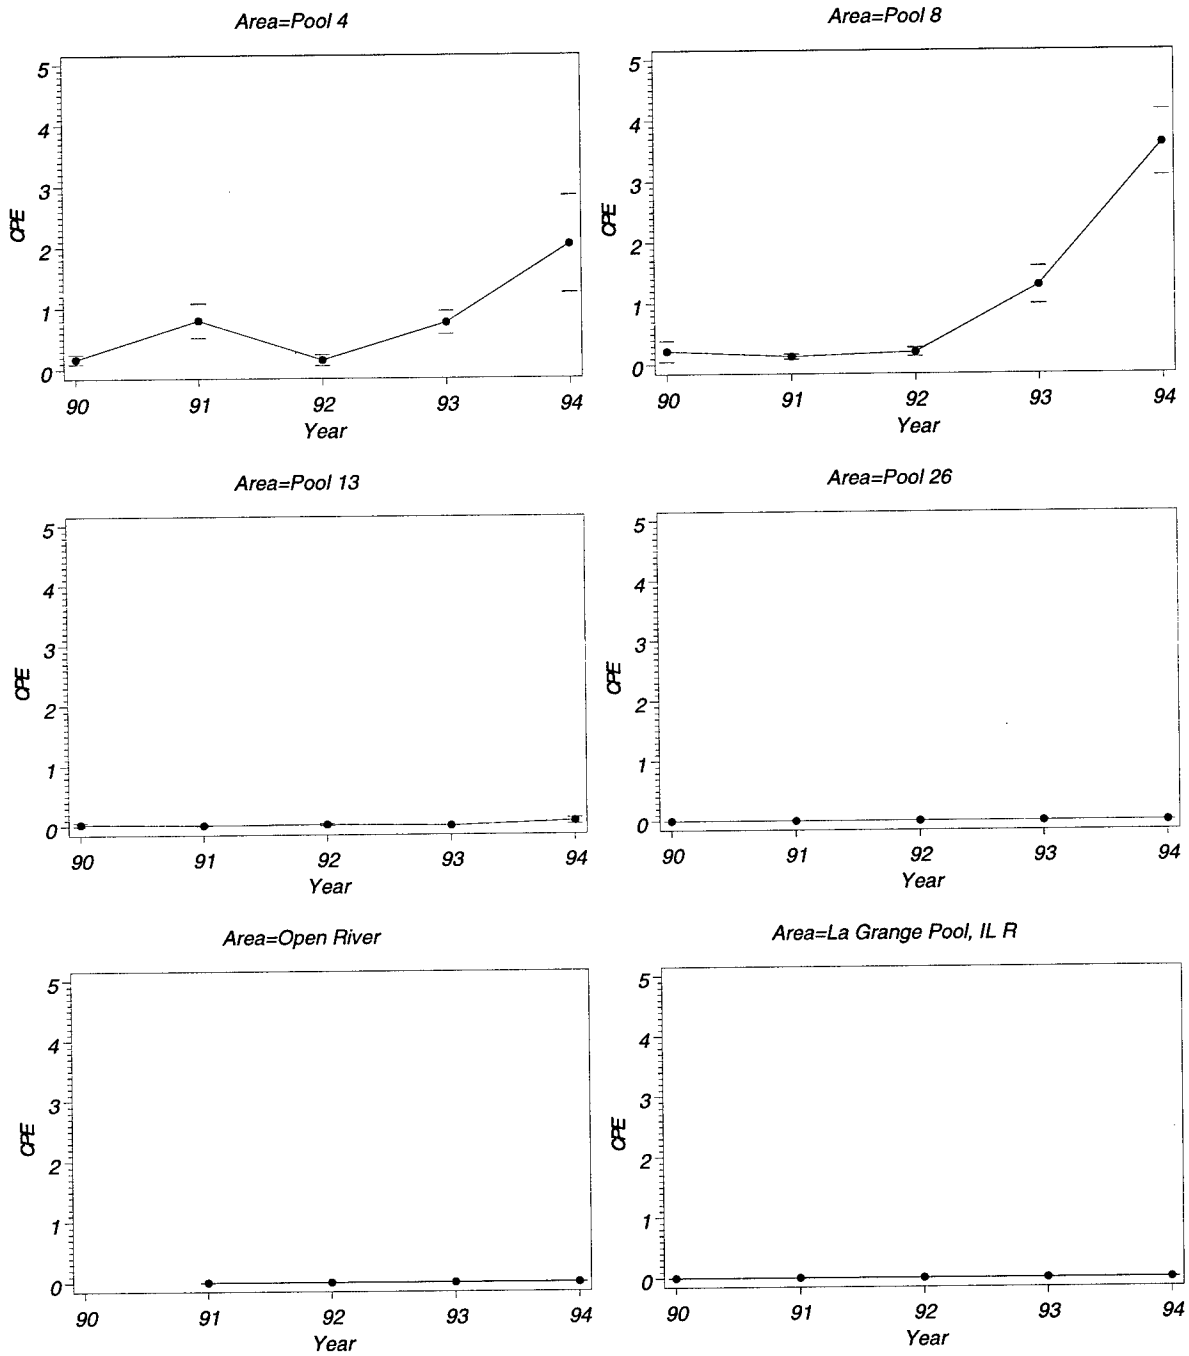 Area=Pool 4
5
4
3
2
1
0
CPE
90 91 92 93 94
Year
Area=Pool 8
5
4
3
2
1
0
CPE
90 91 92 93 94
Year
Area=Pool 13
5
4
3
2
1
0
CPE
90 91 92 93 94
Year
Area=Pool 26
5
4
3
2
1
0
CPE
90 91 92 93 94
Year
Area=Open River
5
4
3
2
1
0
CPE
90 91 92 93 94
Year
Area=La Grange Pool, IL R
5
4
3
2
1
0
CPE
90 91 92 93 94
Year